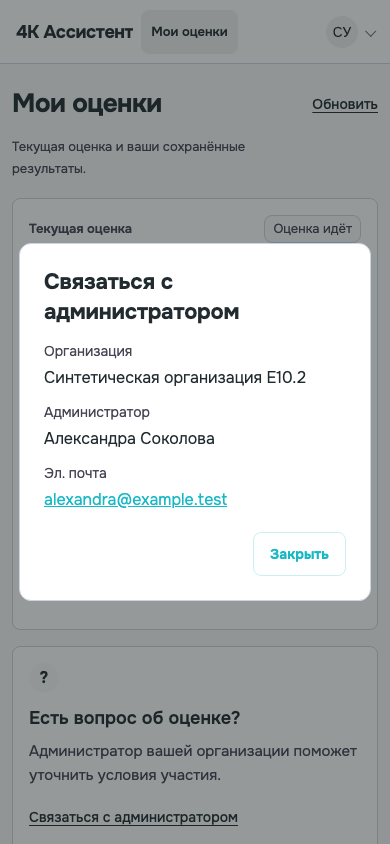 4К Ассистент
Мои оценки
СУ
Мои оценки
Обновить
Текущая оценка и ваши сохранённые
результаты.
Текущая оценка
Оценка идёт
Связаться с
администратором
Организация
Синтетическая организация E10.2
Администратор
Александра Соколова
Эл. почта
alexandra@example.test
Закрыть
?
Есть вопрос об оценке?
Администратор вашей организации поможет
уточнить условия участия.
Связаться с администратором